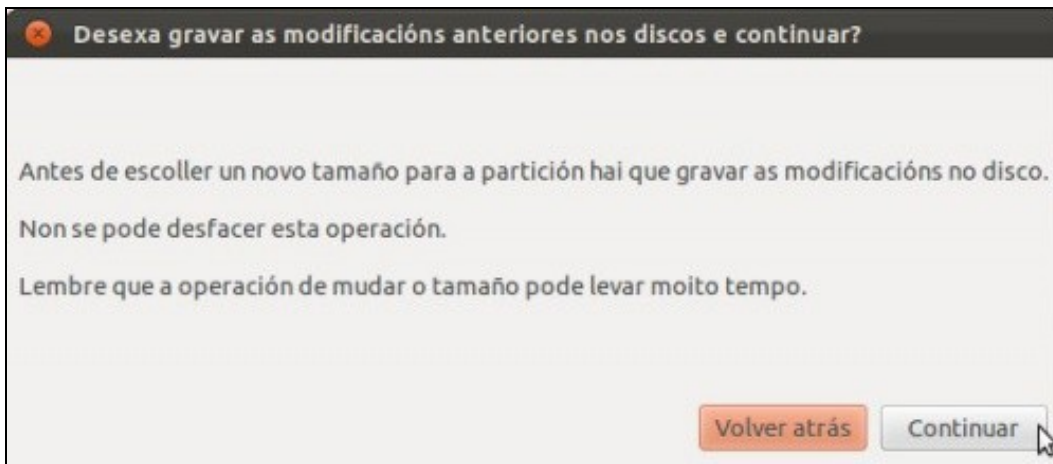 Desexa gravar as modificacións anteriores nos discos e continuar?
Antes de escoller un novo tamaño para a partición hai que gravar as modificacións no disco.
Non se pode desfacer esta operación.
Lembre que a operación de mudar o tamaño pode levar moito tempo.
Volver atrás Continuar